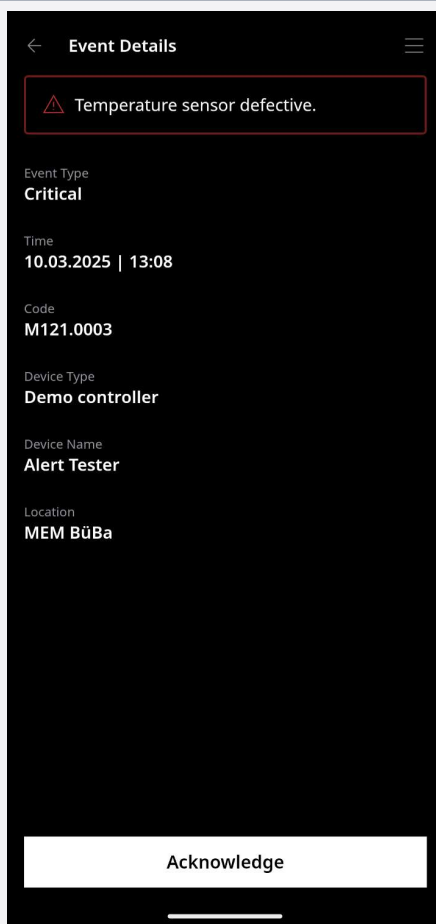 Event Details
Temperature sensor defective.
Event Type
Critical
Time
10.03.2025 | 13:08
Code
M121.0003
Device Type
Demo controller
Device Name
Alert Tester
Location
MEM BüBa
Acknowledge